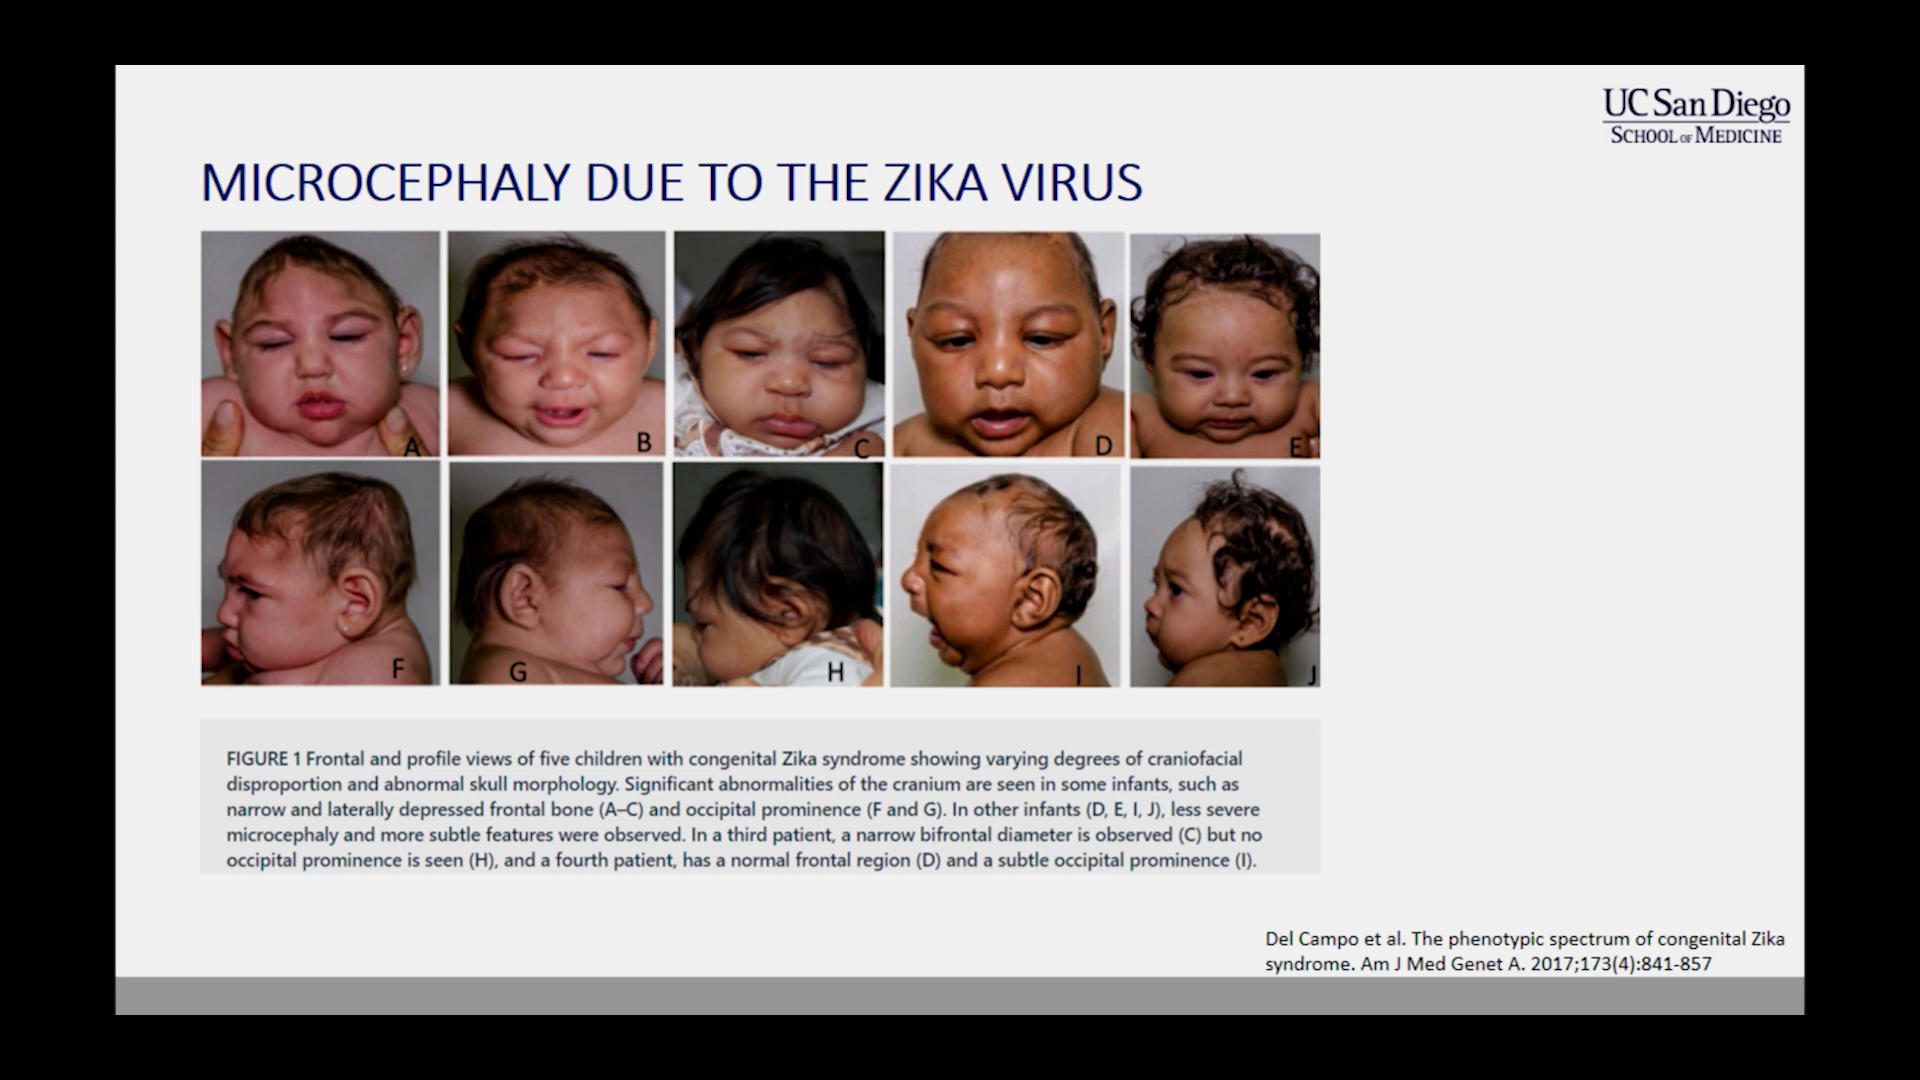 UC San Diego
SCHOOL OF MEDICINE
MICROCEPHALY DUE TO THE ZIKA VIRUS
A
B
C
D
E
F
G
H
I
J
FIGURE 1 Frontal and profile views of five children with congenital Zika syndrome showing varying degrees of craniofacial
disproportion and abnormal skull morphology. Significant abnormalities of the cranium are seen in some infants, such as
narrow and laterally depressed frontal bone (A–C) and occipital prominence (F and G). In other infants (D, E, I, J), less severe
microcephaly and more subtle features were observed. In a third patient, a narrow bifrontal diameter is observed (C) but no
occipital prominence is seen (H), and a fourth patient, has a normal frontal region (D) and a subtle occipital prominence (I).
Del Campo et al. The phenotypic spectrum of congenital Zika
syndrome. Am J Med Genet A. 2017;173(4):841-857